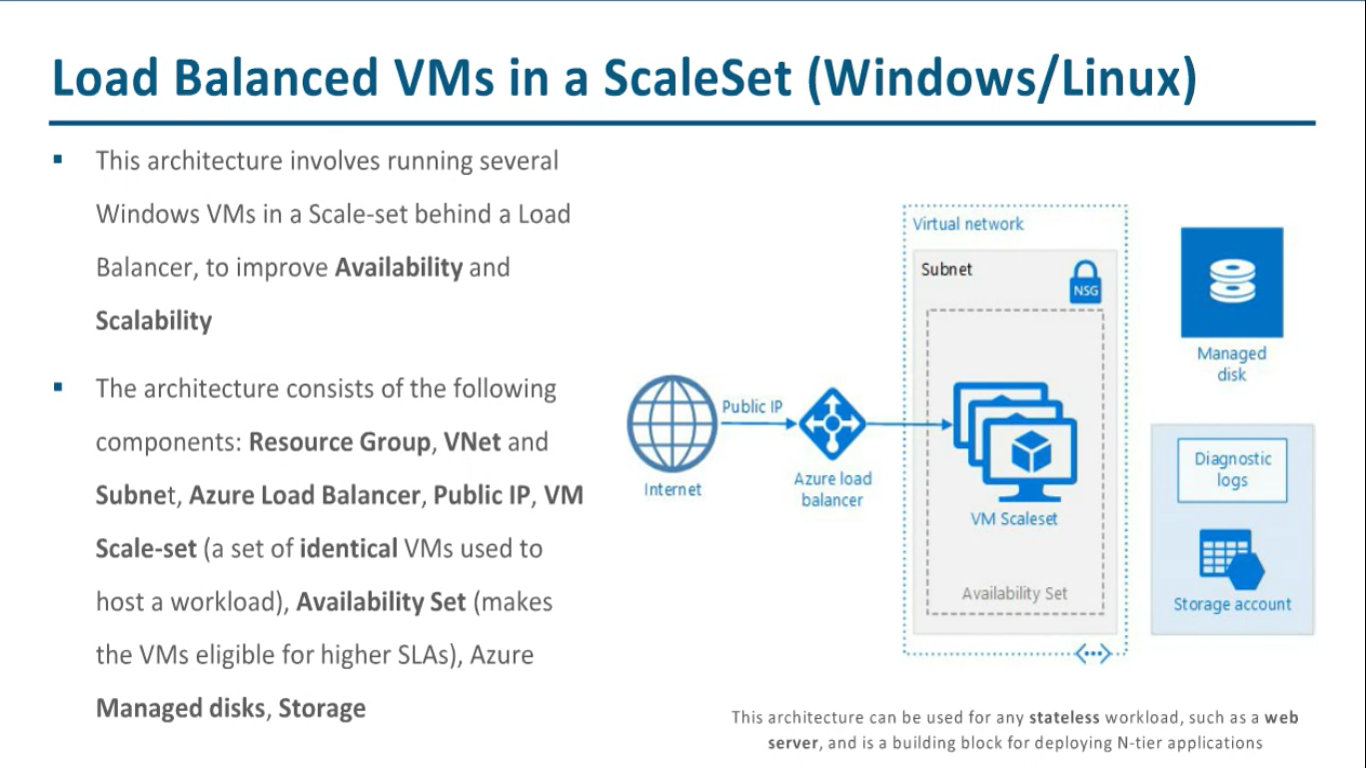 Load Balanced VMs in a ScaleSet (Windows/Linux)
▪ This architecture involves running several
Windows VMs in a Scale-set behind a Load
Balancer, to improve Availability and
Scalability
▪ The architecture consists of the following
components: Resource Group, VNet and
Subnet, Azure Load Balancer, Public IP, VM
Scale-set (a set of identical VMs used to
host a workload), Availability Set (makes
the VMs eligible for higher SLAs), Azure
Managed disks, Storage
Virtual network
Subnet
NSG
Managed
disk
Public IP
Internet
Azure load
balancer
VM Scaleset
Availability Set
Diagnostic
logs
Storage account
This architecture can be used for any stateless workload, such as a web
server, and is a building block for deploying N-tier applications